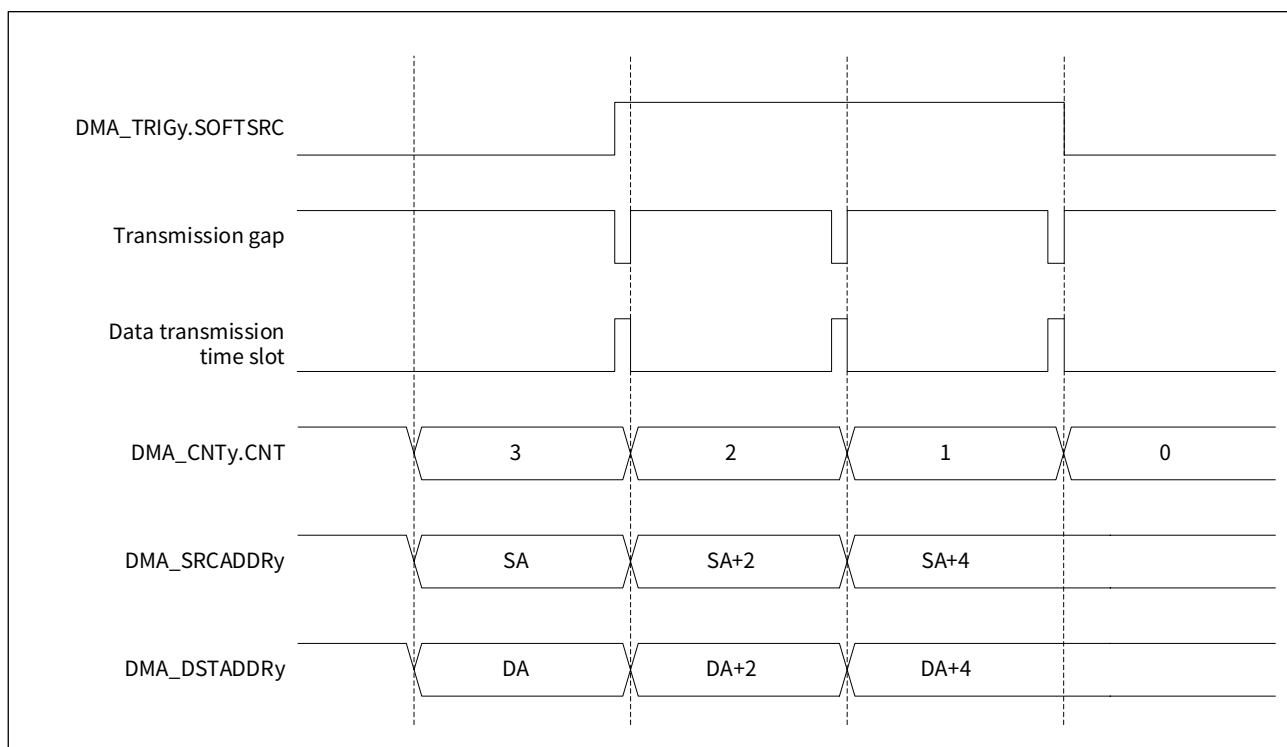 DMA_TRIGy.SOFTSRC
Transmission gap
Data transmission
time slot
DMA_CNTy.CNT 3 2 1 0
DMA_SRCADDRy SA SA+2 SA+4
DMA_DSTADDRy DA DA+2 DA+4